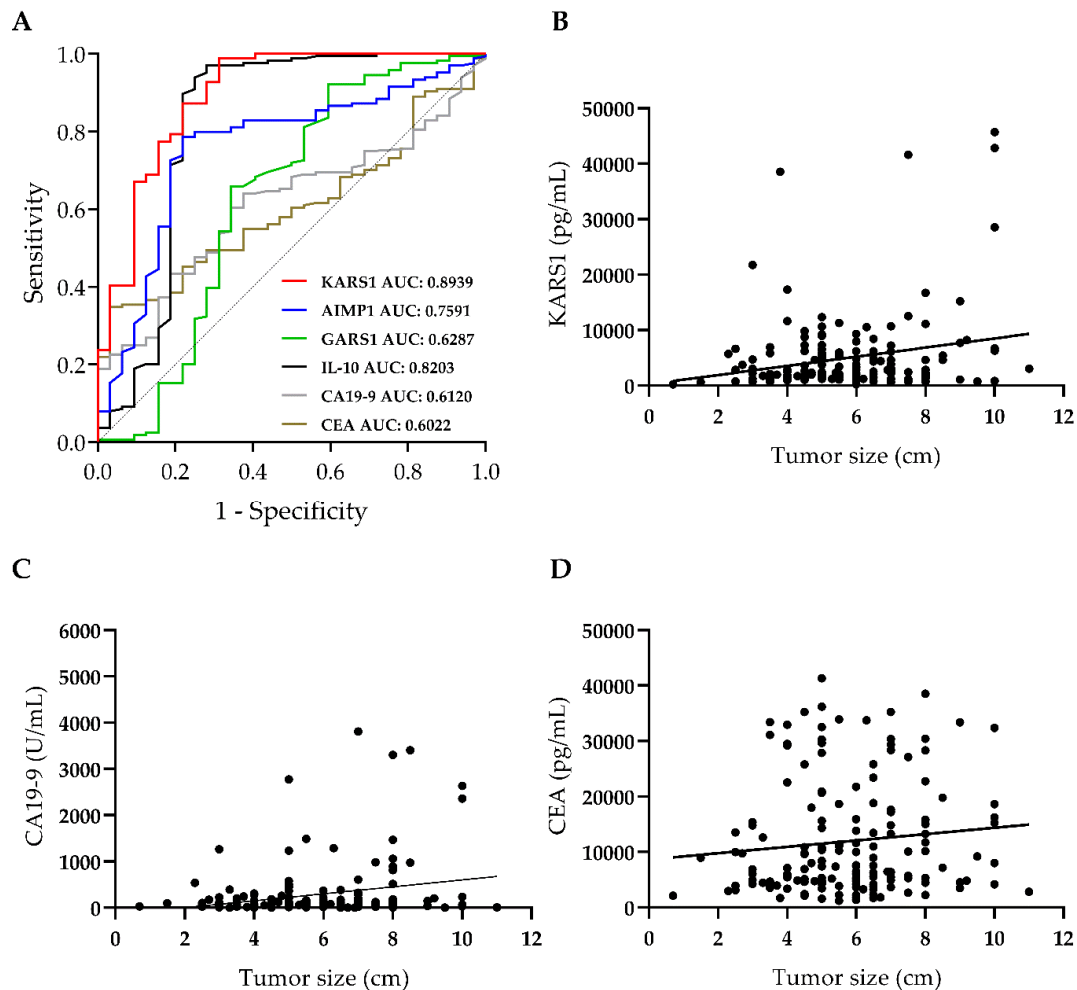 A
1.0
0.8
0.6
0.4
0.2
0.0
Sensitivity
0.0 0.2 0.4 0.6 0.8 1.0
1 - Specificity
KARS1 AUC: 0.8939
AIMP1 AUC: 0.7591
GARS1 AUC: 0.6287
IL-10 AUC: 0.8203
CA19-9 AUC: 0.6120
CEA AUC: 0.6022
B
50000
40000
30000
20000
10000
0
KARS1 (pg/mL)
0 2 4 6 8 10 12
Tumor size (cm)
C
6000
5000
4000
3000
2000
1000
0
CA19-9 (U/mL)
0 2 4 6 8 10 12
Tumor size (cm)
D
50000
40000
30000
20000
10000
0
CEA (pg/mL)
0 2 4 6 8 10 12
Tumor size (cm)